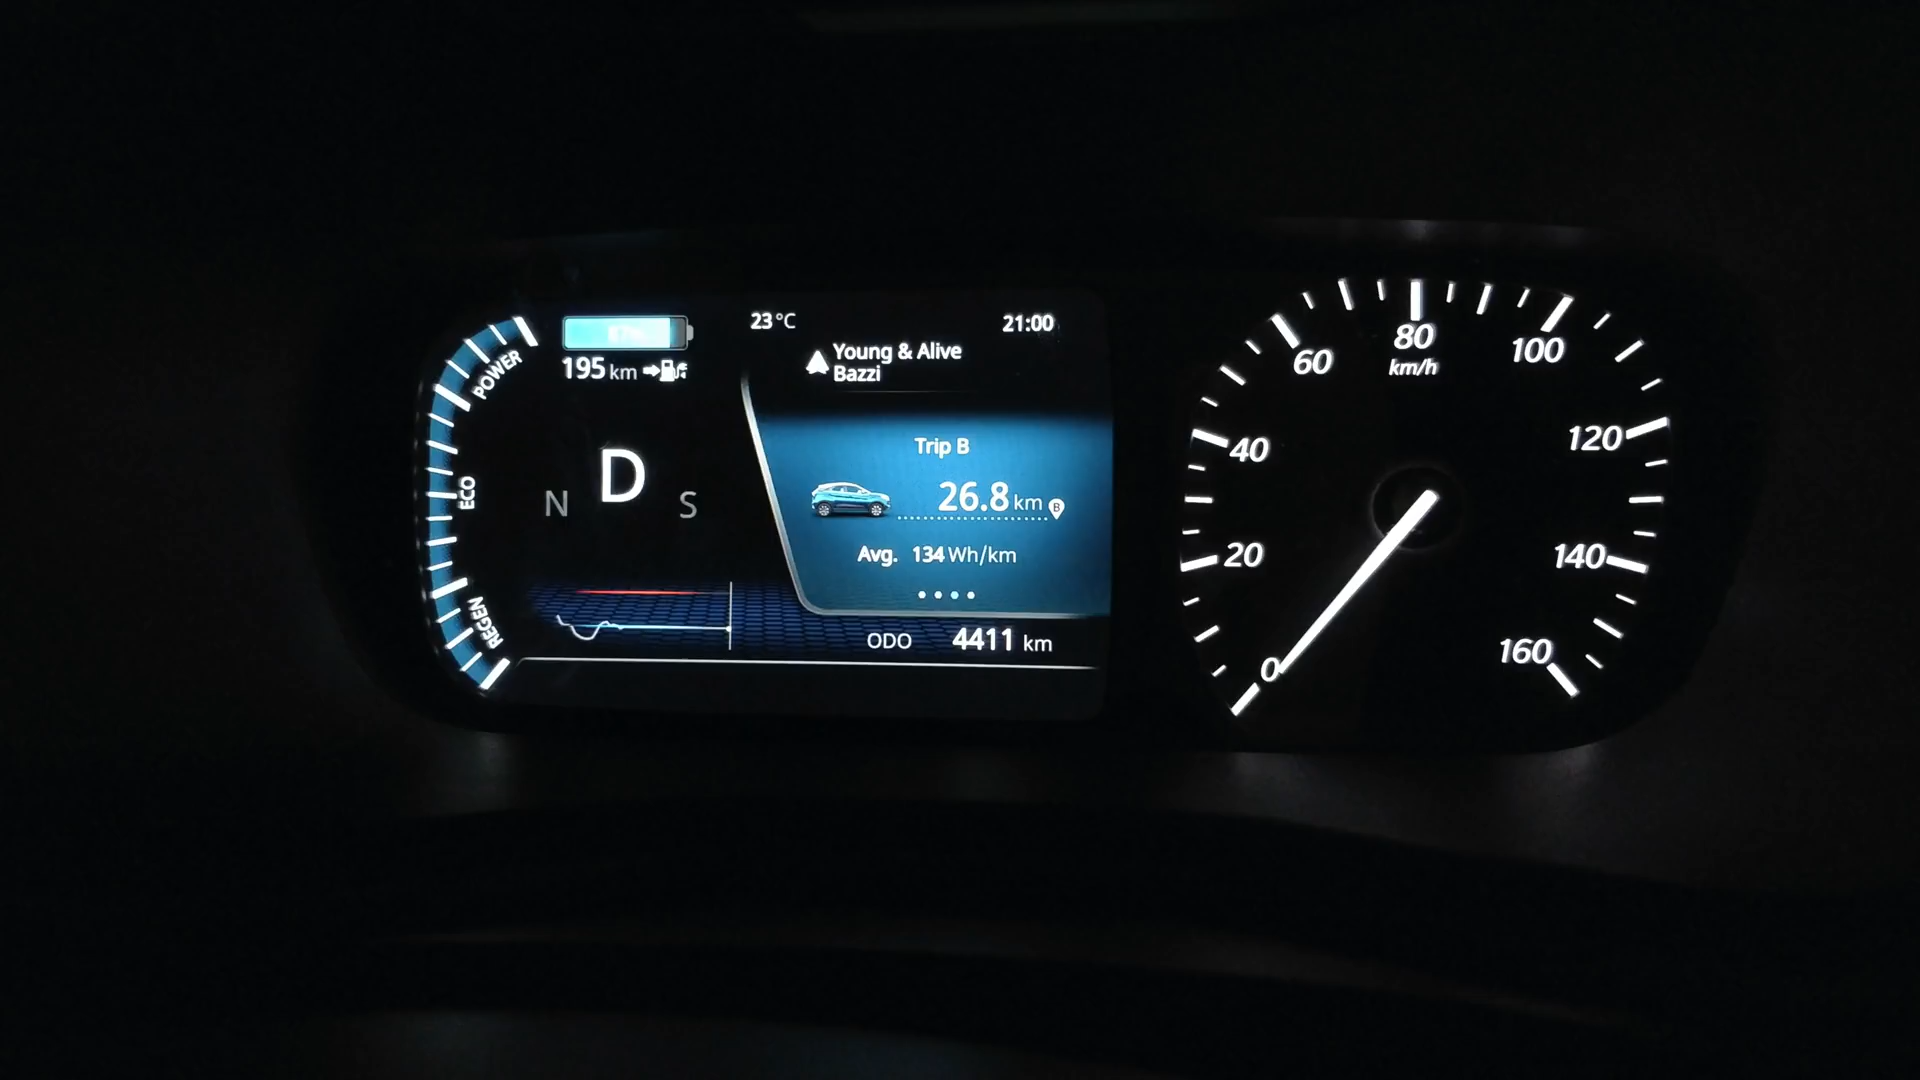 POWER
ECO
REGEN
195 km
N D S
23°C
21:00
Young & Alive
Bazzi
Trip B
26.8 km
B
Avg. 134 Wh/km
ODO 4411 km
0
20
40
60
80
km/h
100
120
140
160